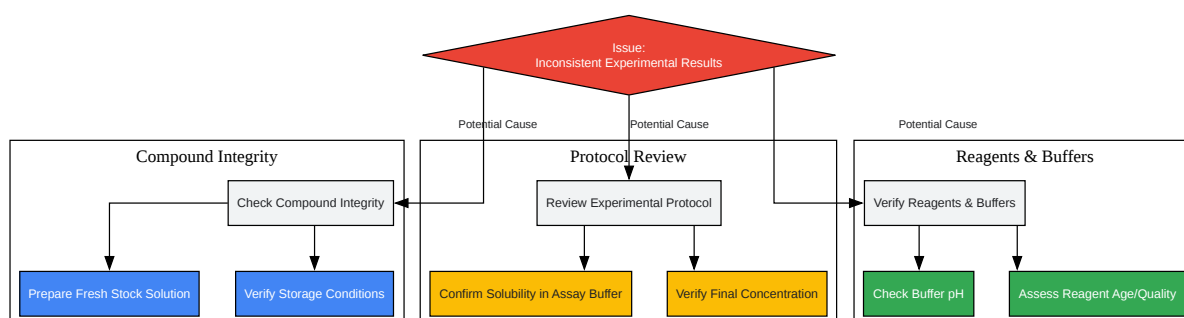 Issue:
Inconsistent Experimental Results
Potential Cause
Potential Cause
Potential Cause
Compound Integrity
Protocol Review
Reagents & Buffers
Check Compound Integrity
Review Experimental Protocol
Verify Reagents & Buffers
Prepare Fresh Stock Solution
Verify Storage Conditions
Confirm Solubility in Assay Buffer
Verify Final Concentration
Check Buffer pH
Assess Reagent Age/Quality